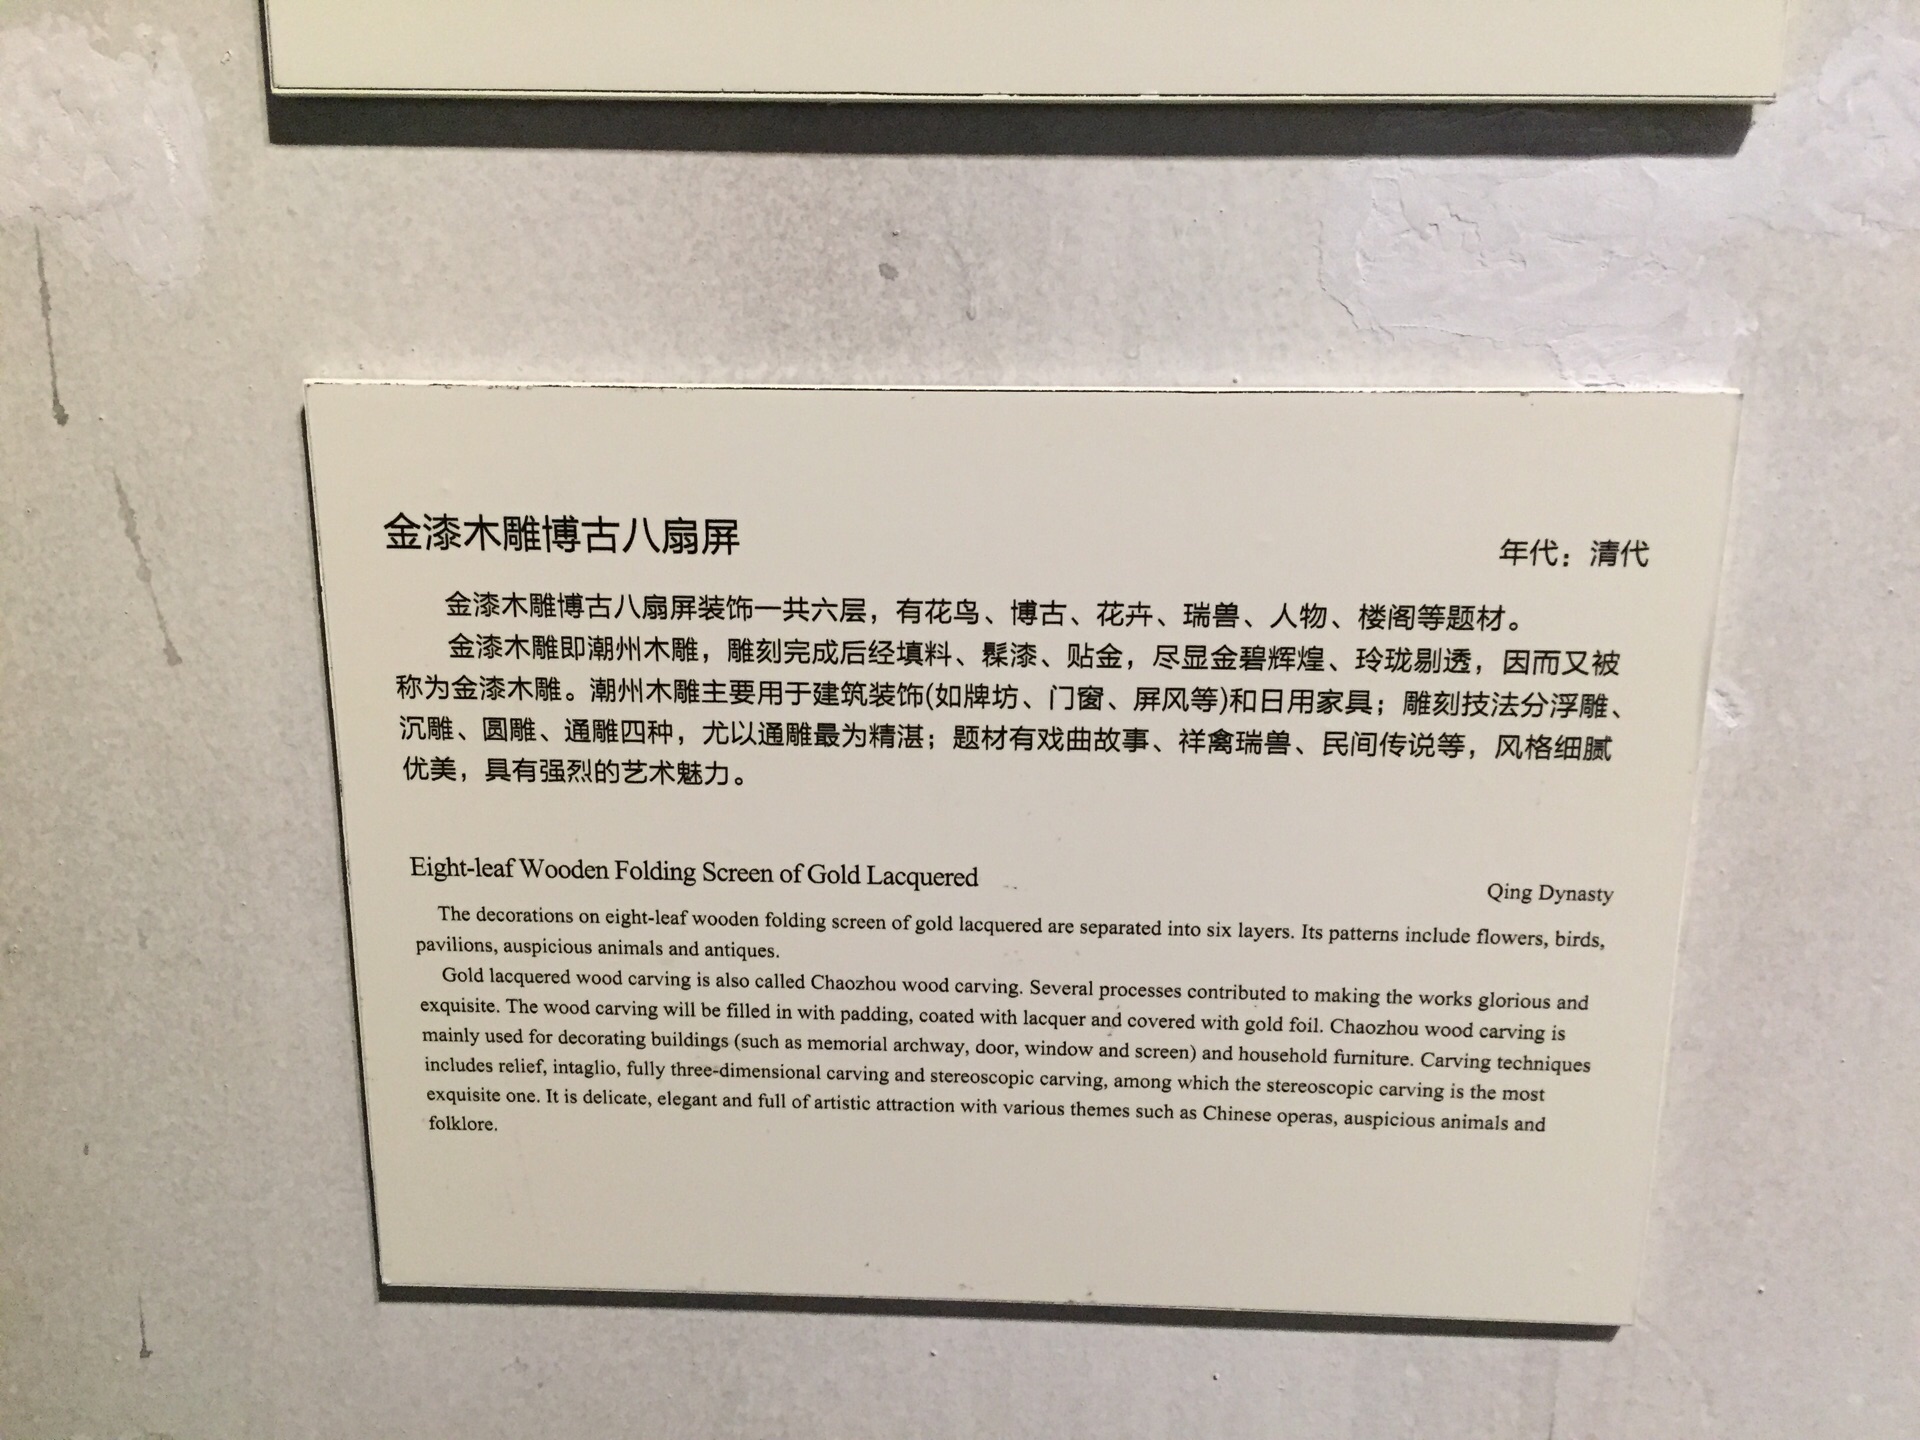 金漆木雕博古八扇屏
年代：清代
金漆木雕博古八扇屏装饰一共六层，有花鸟、博古、花卉、瑞兽、人物、楼阁等题材。
金漆木雕即潮州木雕，雕刻完成后经填料、髹漆、贴金，尽显金碧辉煌、玲珑剔透，因而又被
称为金漆木雕。潮州木雕主要用于建筑装饰(如牌坊、门窗、屏风等)和日用家具；雕刻技法分浮雕、
沉雕、圆雕、通雕四种，尤以通雕最为精湛；题材有戏曲故事、祥禽瑞兽、民间传说等，风格细腻
优美，具有强烈的艺术魅力。
Eight-leaf Wooden Folding Screen of Gold Lacquered
Qing Dynasty
The decorations on eight-leaf wooden folding screen of gold lacquered are separated into six layers. Its patterns include flowers, birds,
pavilions, auspicious animals and antiques.
Gold lacquered wood carving is also called Chaozhou wood carving. Several processes contributed to making the works glorious and
exquisite. The wood carving will be filled in with padding, coated with lacquer and covered with gold foil. Chaozhou wood carving is
mainly used for decorating buildings (such as memorial archway, door, window and screen) and household furniture. Carving techniques
includes relief, intaglio, fully three-dimensional carving and stereoscopic carving, among which the stereoscopic carving is the most
exquisite one. It is delicate, elegant and full of artistic attraction with various themes such as Chinese operas, auspicious animals and
folklore.